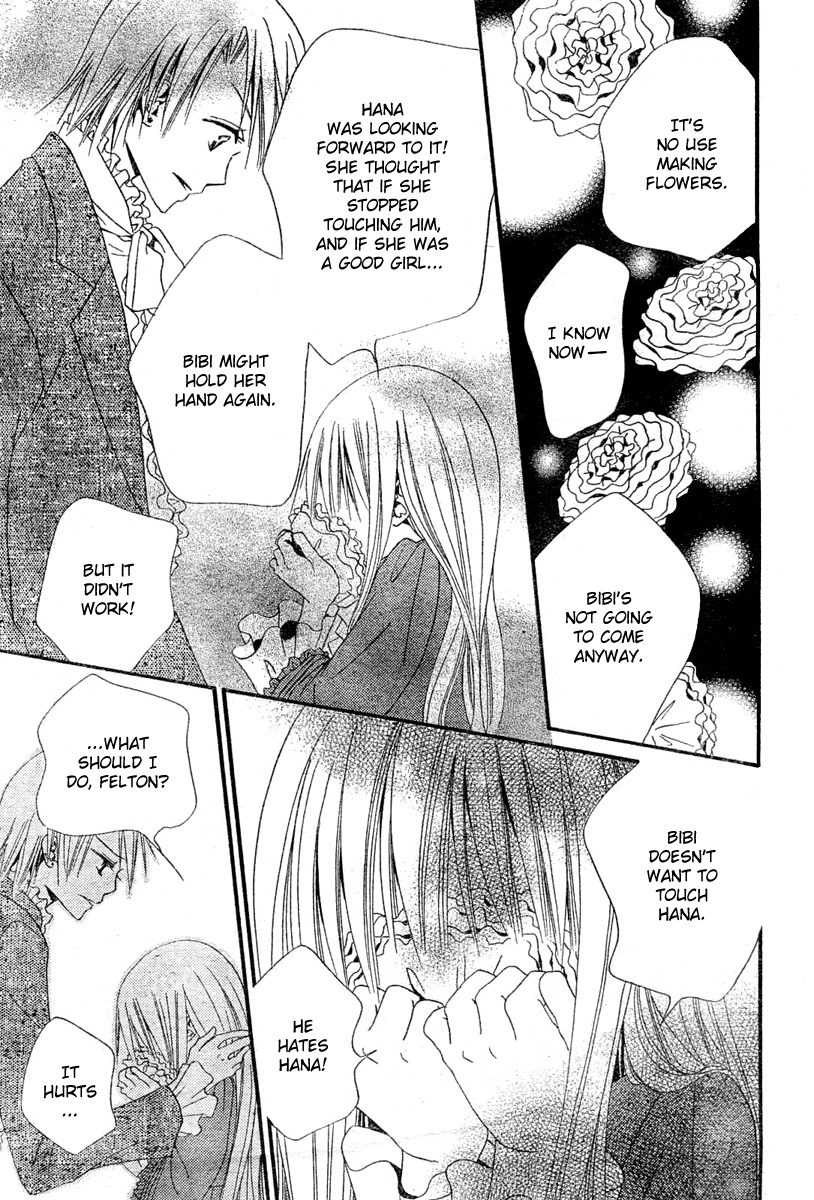 IT'S
NO USE
MAKING
FLOWERS.
I KNOW
NOW—
BIBI'S
NOT GOING
TO COME
ANYWAY.
HANA
WAS LOOKING
FORWARD TO IT!
SHE THOUGHT
THAT IF SHE
STOPPED
TOUCHING HIM,
AND IF SHE WAS
A GOOD GIRL...
BIBI MIGHT
HOLD HER
HAND AGAIN.
BUT IT
DIDN'T
WORK!
BIBI
DOESN'T
WANT TO
TOUCH
HANA.
HE
HATES
HANA!
...WHAT
SHOULD I
DO, FELTON?
IT
HURTS
...